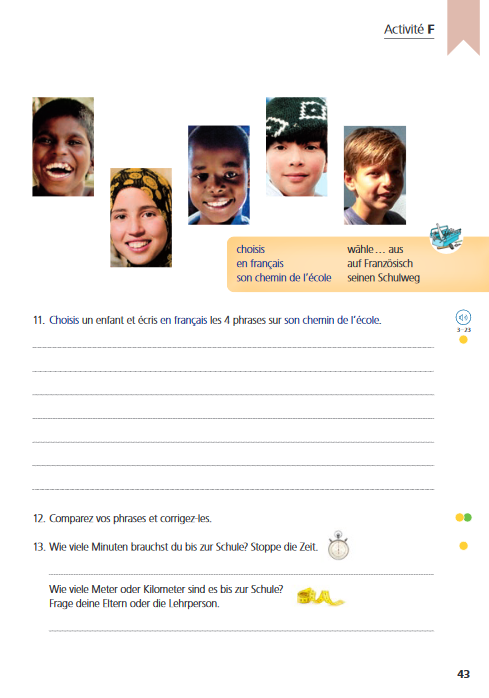 Activité F
choisis wähle… aus
en français auf Französisch
son chemin de l'école seinen Schulweg
11. Choisis un enfant et écris en français les 4 phrases sur son chemin de l'école.
3–23
12. Comparez vos phrases et corrigez-les.
13. Wie viele Minuten brauchst du bis zur Schule? Stoppe die Zeit.
Wie viele Meter oder Kilometer sind es bis zur Schule?
Frage deine Eltern oder die Lehrperson.
43